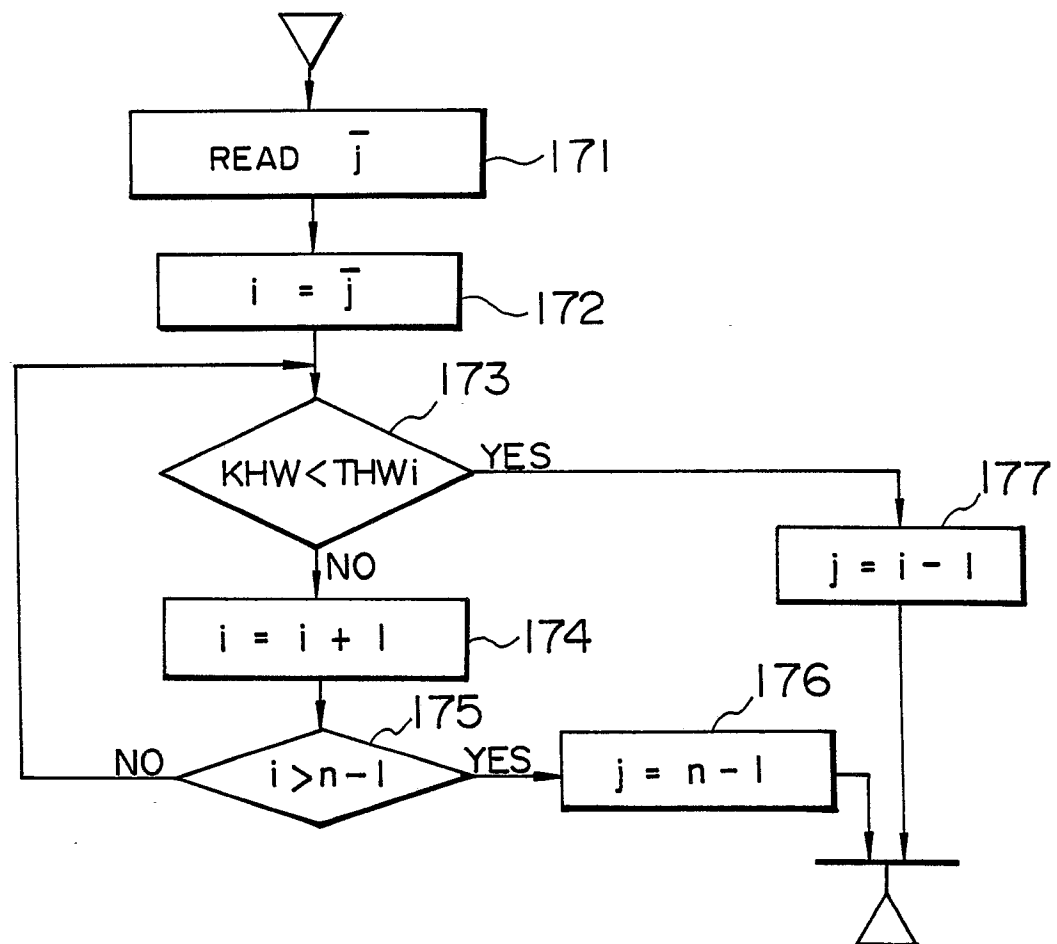 READ j̅
171
i = j̅
172
173
KHW<THWi
YES
177
NO
j = i - 1
i = i + 1
174
175
176
NO
i>n-1
YES
j = n-1